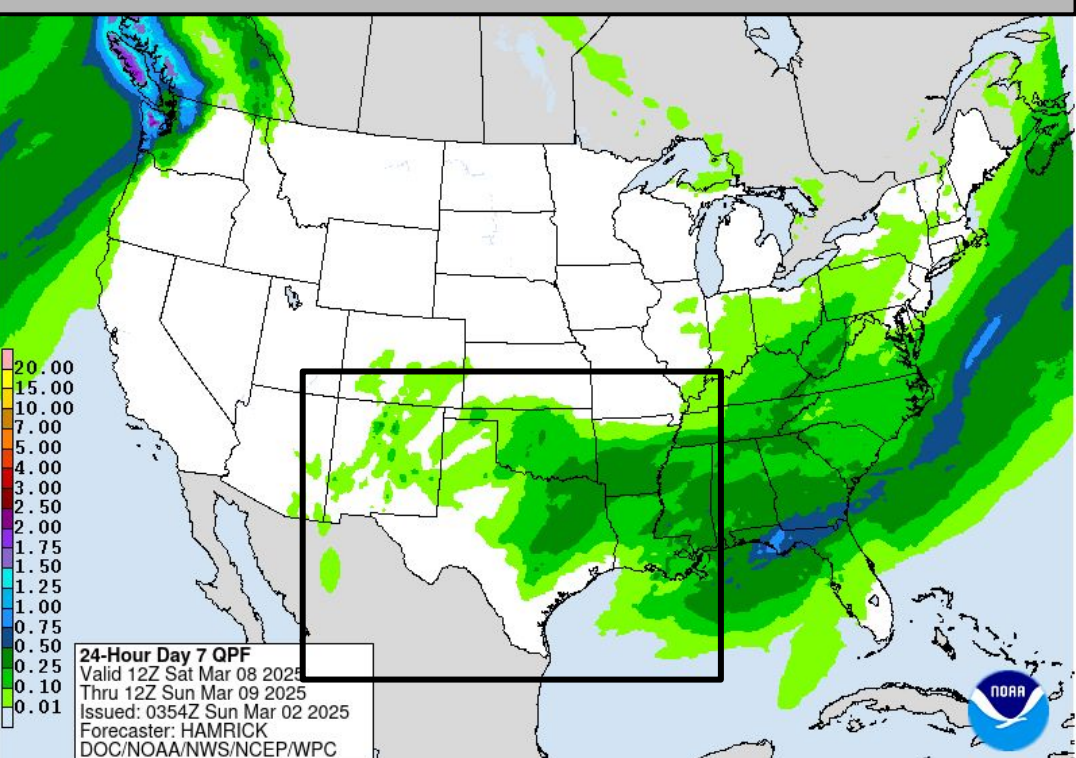 20.00
15.00
10.00
7.00
5.00
4.00
3.00
2.50
2.00
1.75
1.50
1.25
1.00
0.75
0.50
0.25
0.10
0.01
24-Hour Day 7 QPF
Valid 12Z Sat Mar 08 2025
Thru 12Z Sun Mar 09 2025
Issued: 0354Z Sun Mar 02 2025
Forecaster: HAMRICK
DOC/NOAA/NWS/NCEP/WPC
NOAA